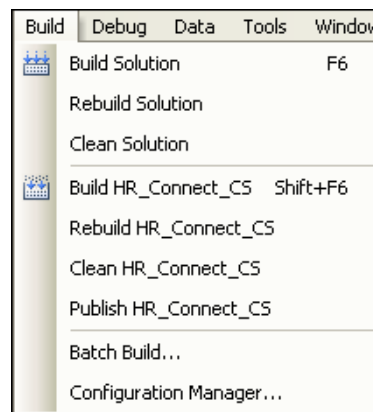 Build Debug Data Tools Window
Build Solution F6
Rebuild Solution
Clean Solution
Build HR_Connect_CS Shift+F6
Rebuild HR_Connect_CS
Clean HR_Connect_CS
Publish HR_Connect_CS
Batch Build...
Configuration Manager...